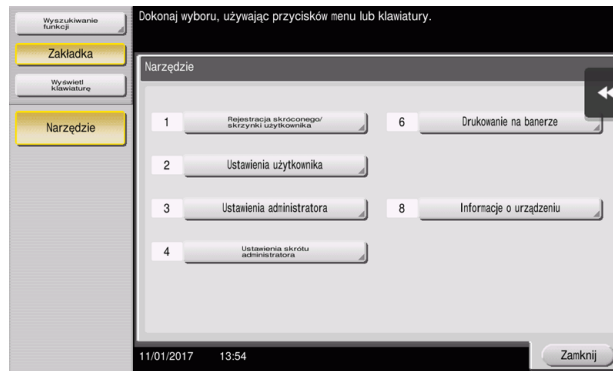 Wyszukiwanie
funkcji
Dokonaj wyboru, używając przycisków menu lub klawiatury.
Zakładka
Wyświetl
klawiaturę
Narzędzie
Narzędzie
1 Rejestracja skróconego/
skrzynki użytkownika
6 Drukowanie na banerze
2 Ustawienia użytkownika
3 Ustawienia administratora
8 Informacje o urządzeniu
4 Ustawienia skrótu
administratora
11/01/2017 13:54
Zamknij